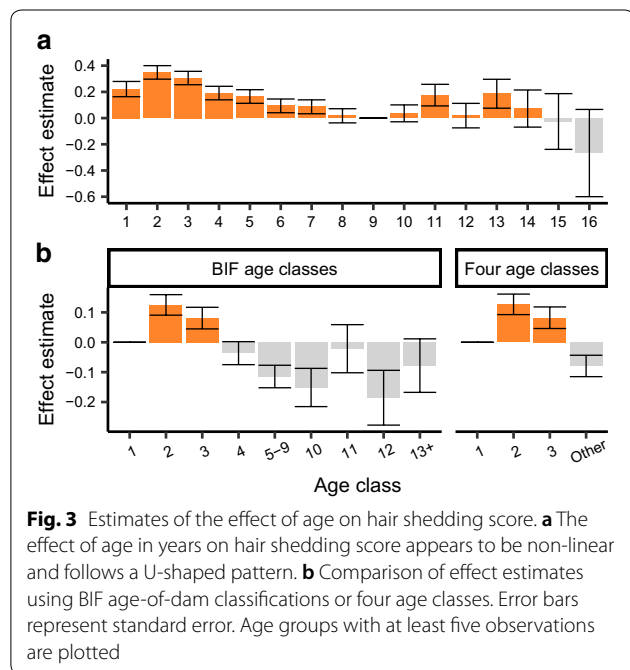 a
Effect estimate
0.4
0.2
0.0
−0.2
−0.4
−0.6
1 2 3 4 5 6 7 8 9 10 11 12 13 14 15 16
b
BIF age classes
Four age classes
Effect estimate
0.1
0.0
−0.1
−0.2
1 2 3 4 5−9 10 11 12 13+
1 2 3 Other
Age class
Fig. 3 Estimates of the effect of age on hair shedding score. a The
effect of age in years on hair shedding score appears to be non-linear
and follows a U-shaped pattern. b Comparison of effect estimates
using BIF age-of-dam classifications or four age classes. Error bars
represent standard error. Age groups with at least five observations
are plotted